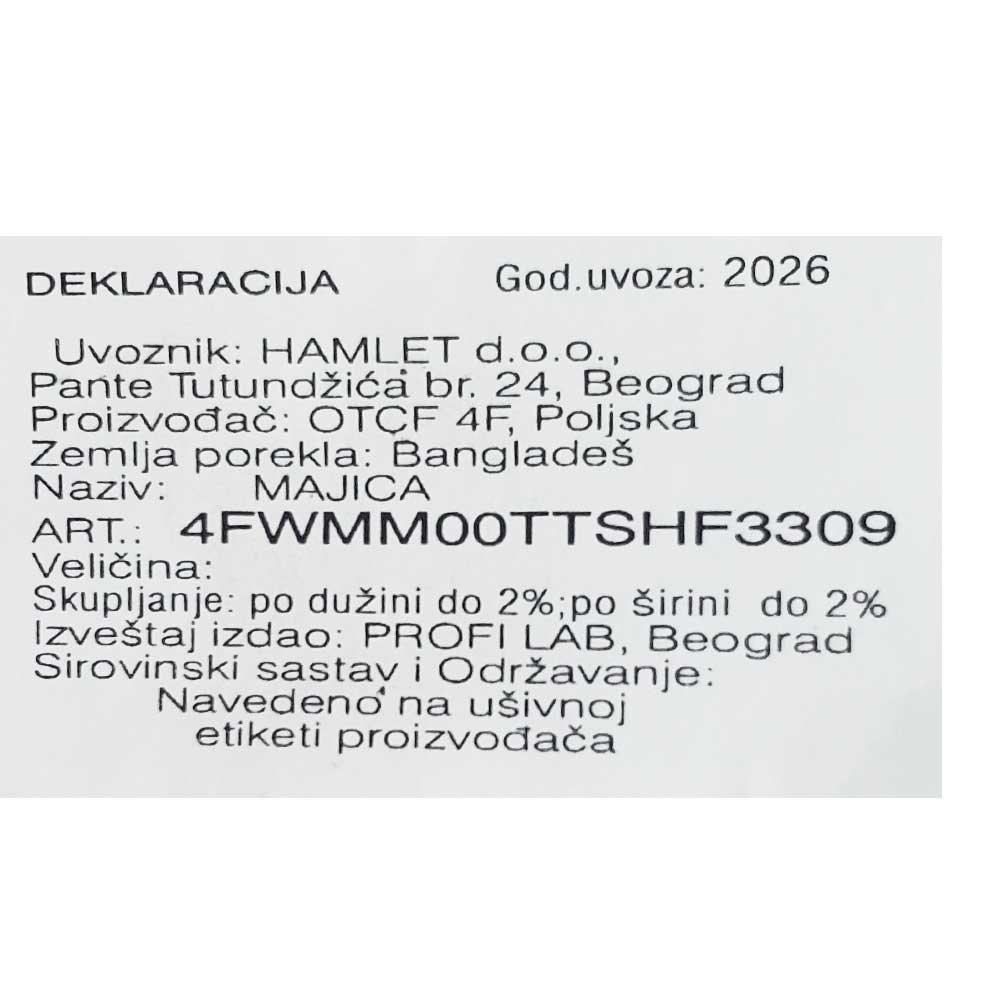 DEKLARACIJA God.uvoza: 2026
Uvoznik: HAMLET d.o.o.,
Pante Tutundžića br. 24, Beograd
Proizvođač: OTCF 4F, Poljska
Zemlja porekla: Bangladeš
Naziv: MAJICA
ART.: 4FWMM00TTSHF3309
Veličina:
Skupljanje: po dužini do 2%;po širini do 2%
Izveštaj izdao: PROFI LAB, Beograd
Sirovinski sastav i Održavanje:
Navedeno na ušivnoj
etiketi proizvođača